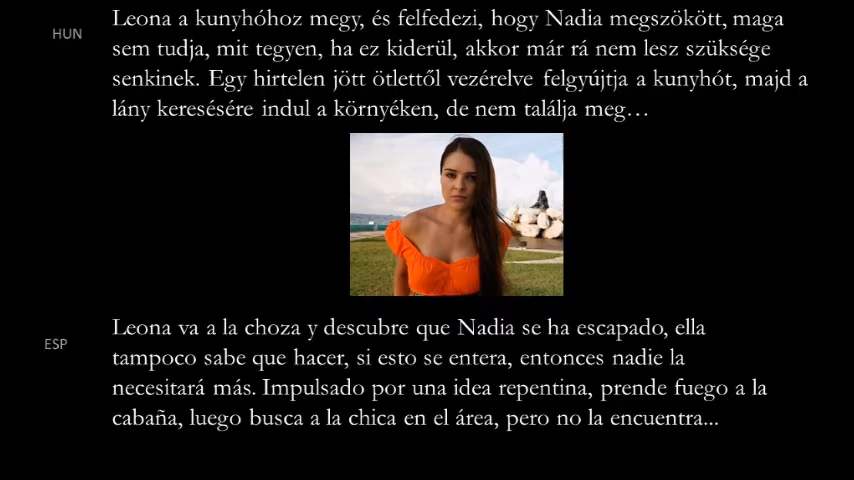 HUN
Leona a kunyhóhoz megy, és felfedezi, hogy Nadia megszökött, maga
sem tudja, mit tegyen, ha ez kiderül, akkor már rá nem lesz szüksége
senkinek. Egy hirtelen jött ötlettől vezérelve felgyújtja a kunyhót, majd a
lány keresésére indul a környéken, de nem találja meg…
ESP
Leona va a la choza y descubre que Nadia se ha escapado, ella
tampoco sabe que hacer, si esto se entera, entonces nadie la
necesitará más. Impulsado por una idea repentina, prende fuego a la
cabaña, luego busca a la chica en el área, pero no la encuentra...